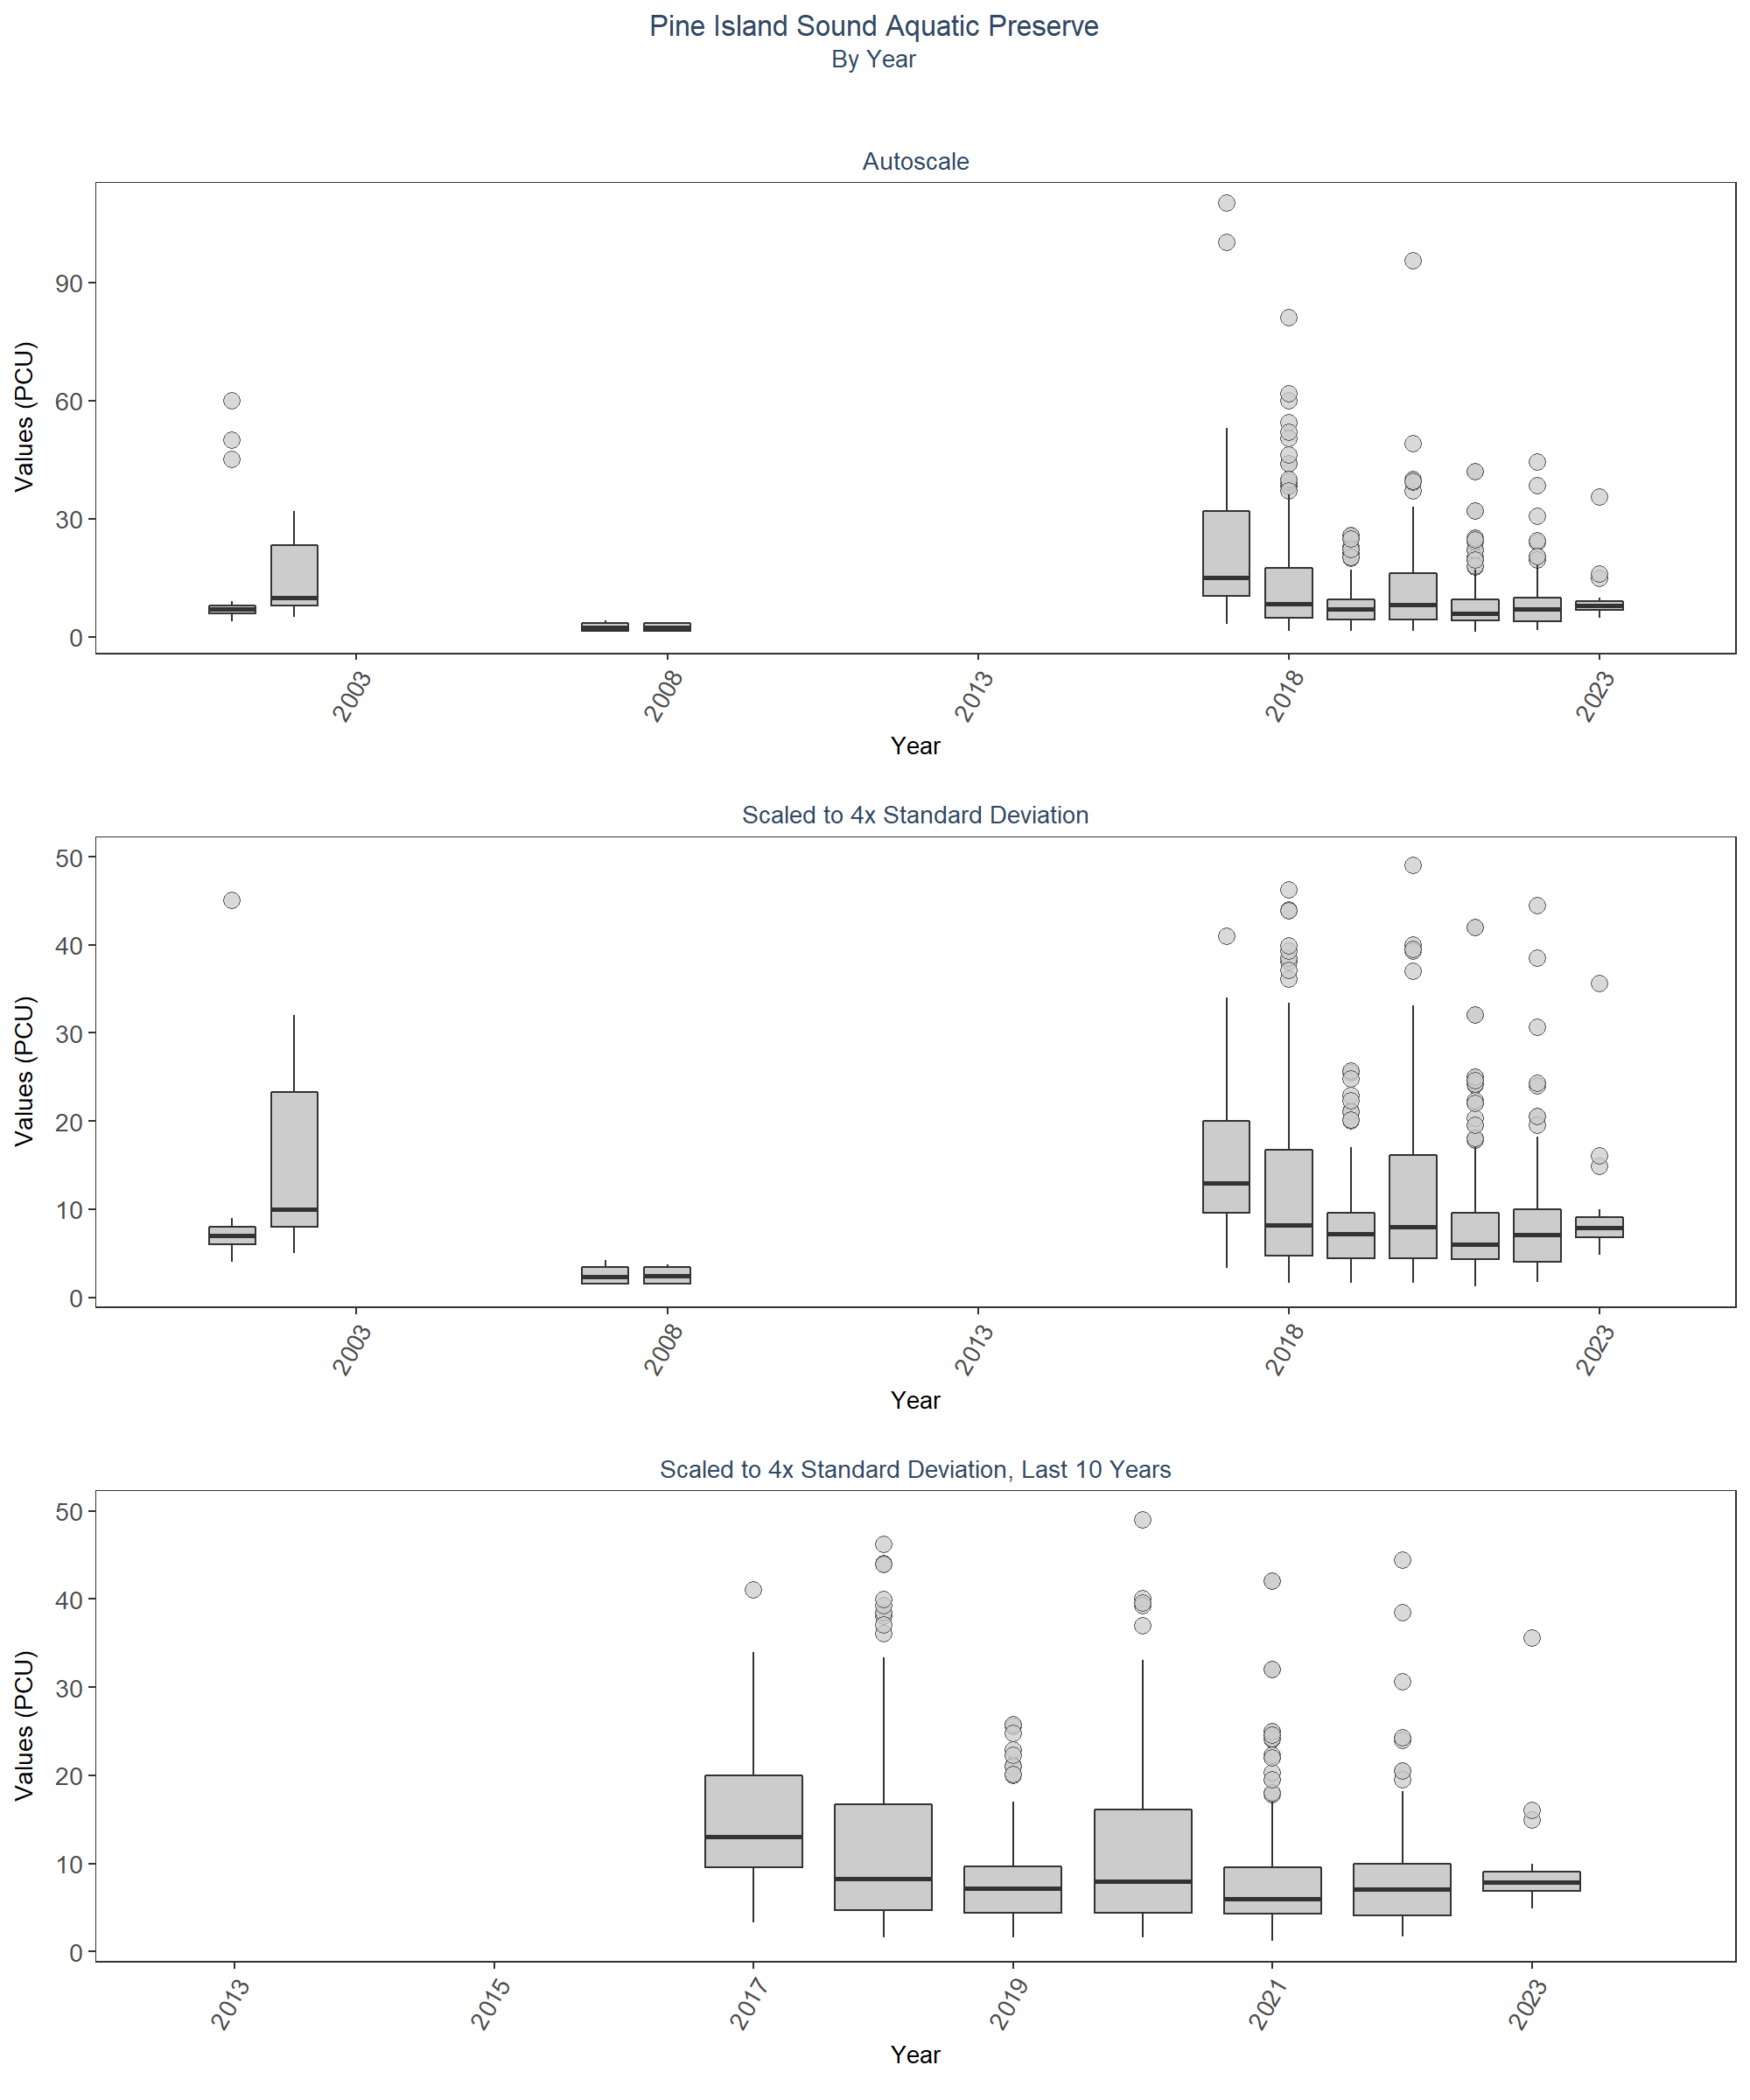 Pine Island Sound Aquatic Preserve
By Year
Autoscale
Values (PCU)
90
60
30
0
2003
2008
2013
2018
2023
Year
Scaled to 4x Standard Deviation
Values (PCU)
50
40
30
20
10
0
2003
2008
2013
2018
2023
Year
Scaled to 4x Standard Deviation, Last 10 Years
Values (PCU)
50
40
30
20
10
0
2013
2015
2017
2019
2021
2023
Year